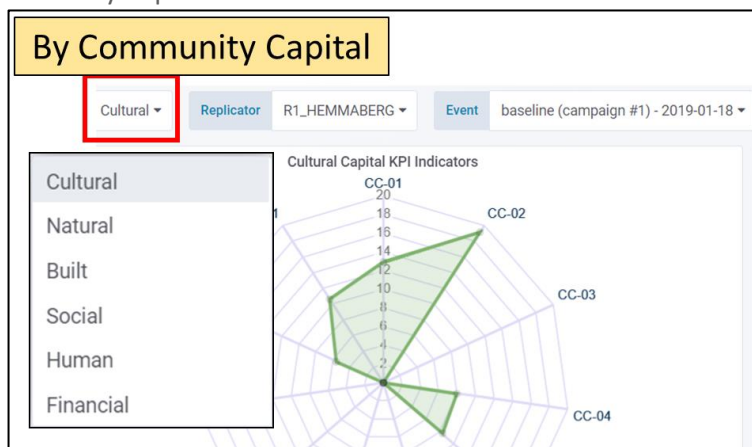 By Community Capital
Cultural
Replicator R1_HEMMABERG
Event baseline (campaign #1) - 2019-01-18
Cultural
Natural
Built
Social
Human
Financial
Cultural Capital KPI Indicators
CC-01
20
18
16
14
12
10
8
6
4
2
CC-02
CC-03
CC-04